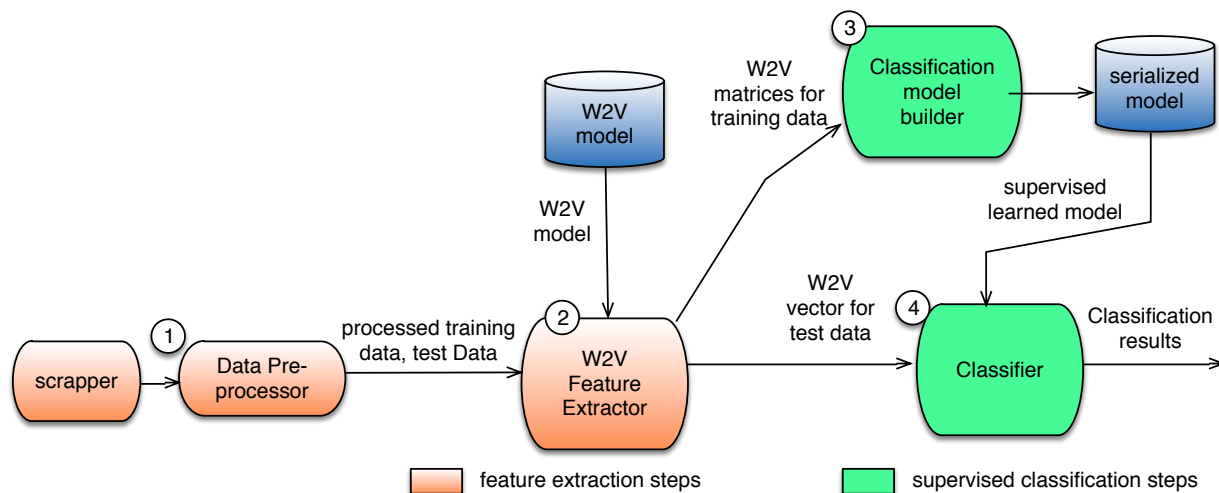 3
Classification
model
builder
serialized
model
W2V
matrices for
training data
W2V
model
W2V
model
supervised
learned model
1
scrapper
Data Pre-
processor
processed training
data, test Data
2
W2V
Feature
Extractor
W2V
vector for
test data
4
Classifier
Classification
results
feature extraction steps
supervised classification steps